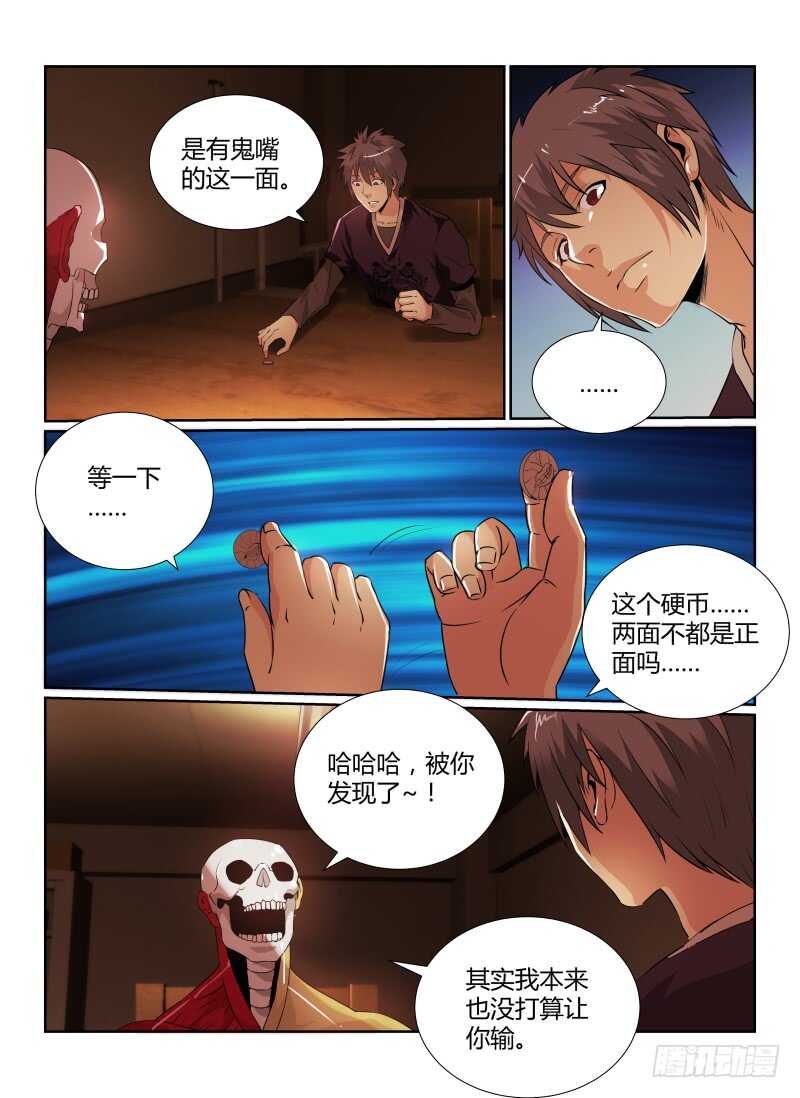 是有鬼嘴
的这一面。
……
等一下
……
这个硬币……
两面不都是正
面吗……
哈哈哈，被你
发现了~！
其实我本来
也没打算让
你输。
腾讯动漫